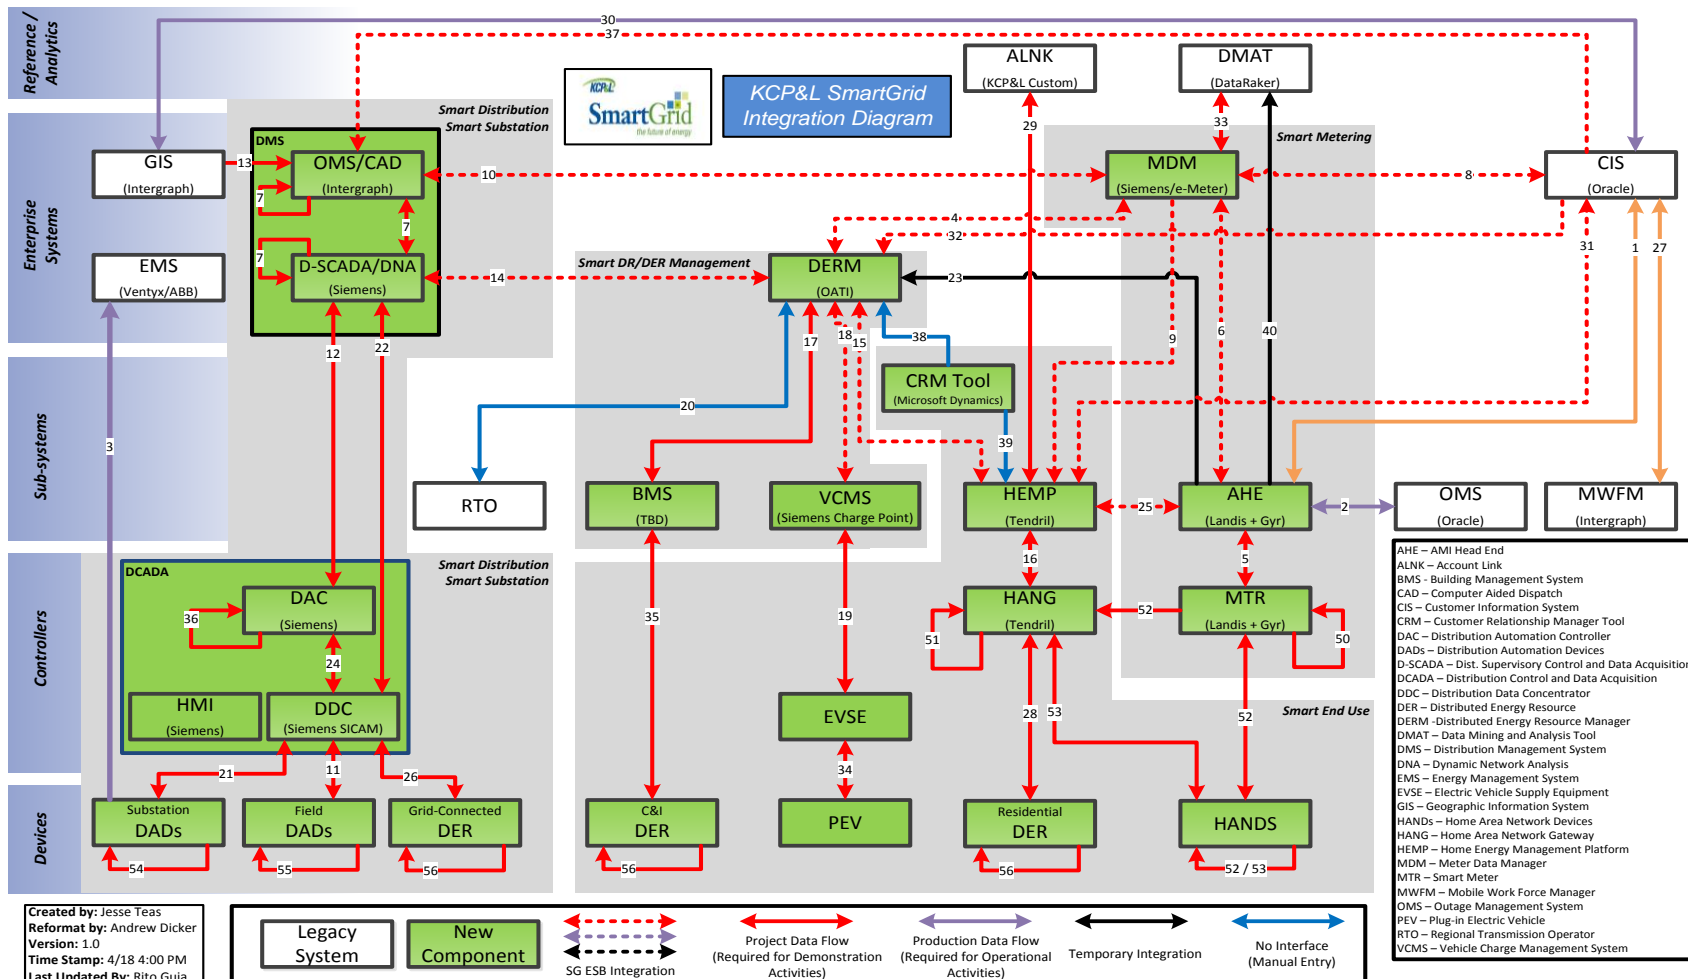 Reference /
Analytics
Enterprise
Systems
Sub-systems
Controllers
Devices
30
37
ALNK
(KCP&L Custom)
DMAT
(DataRaker)
KCP&L
SmartGrid
the future of energy
KCP&L SmartGrid
Integration Diagram
Smart Distribution
Smart Substation
29
33
Smart Metering
DMS
GIS
(Intergraph)
13
OMS/CAD
(Intergraph)
7
10
MDM
(Siemens/e-Meter)
8
CIS
(Oracle)
7
4
32
7
EMS
(Ventyx/ABB)
D-SCADA/DNA
(Siemens)
14
Smart DR/DER Management
DERM
(OATI)
23
31
1
27
12
22
17
18
15
38
9
6
40
CRM Tool
(Microsoft Dynamics)
20
3
39
RTO
BMS
(TBD)
VCMS
(Siemens Charge Point)
HEMP
(Tendril)
25
AHE
(Landis + Gyr)
2
OMS
(Oracle)
MWFM
(Intergraph)
Smart Distribution
Smart Substation
DCADA
DAC
(Siemens)
36
24
HMI
(Siemens)
DDC
(Siemens SICAM)
35
19
16
5
HANG
(Tendril)
52
MTR
(Landis + Gyr)
51
50
EVSE
28
53
52
Smart End Use
21
11
26
34
Substation
DADs
Field
DADs
Grid-Connected
DER
C&I
DER
PEV
Residential
DER
HANDS
54
55
56
56
56
52 / 53
AHE – AMI Head End
ALNK – Account Link
BMS - Building Management System
CAD – Computer Aided Dispatch
CIS – Customer Information System
CRM – Customer Relationship Manager Tool
DAC – Distribution Automation Controller
DADs – Distribution Automation Devices
D-SCADA – Dist. Supervisory Control and Data Acquisition
DCADA – Distribution Control and Data Acquisition
DDC – Distribution Data Concentrator
DER – Distributed Energy Resource
DERM -Distributed Energy Resource Manager
DMAT – Data Mining and Analysis Tool
DMS – Distribution Management System
DNA – Dynamic Network Analysis
EMS – Energy Management System
EVSE – Electric Vehicle Supply Equipment
GIS – Geographic Information System
HANDs – Home Area Network Devices
HANG – Home Area Network Gateway
HEMP – Home Energy Management Platform
MDM – Meter Data Manager
MTR – Smart Meter
MWFM – Mobile Work Force Manager
OMS – Outage Management System
PEV – Plug-in Electric Vehicle
RTO – Regional Transmission Operator
VCMS – Vehicle Charge Management System
Created by: Jesse Teas
Reformat by: Andrew Dicker
Version: 1.0
Time Stamp: 4/18 4:00 PM
Last Updated By: Rito Guia
Legacy
System
New
Component
SG ESB Integration
Project Data Flow
(Required for Demonstration
Activities)
Production Data Flow
(Required for Operational
Activities)
Temporary Integration
No Interface
(Manual Entry)